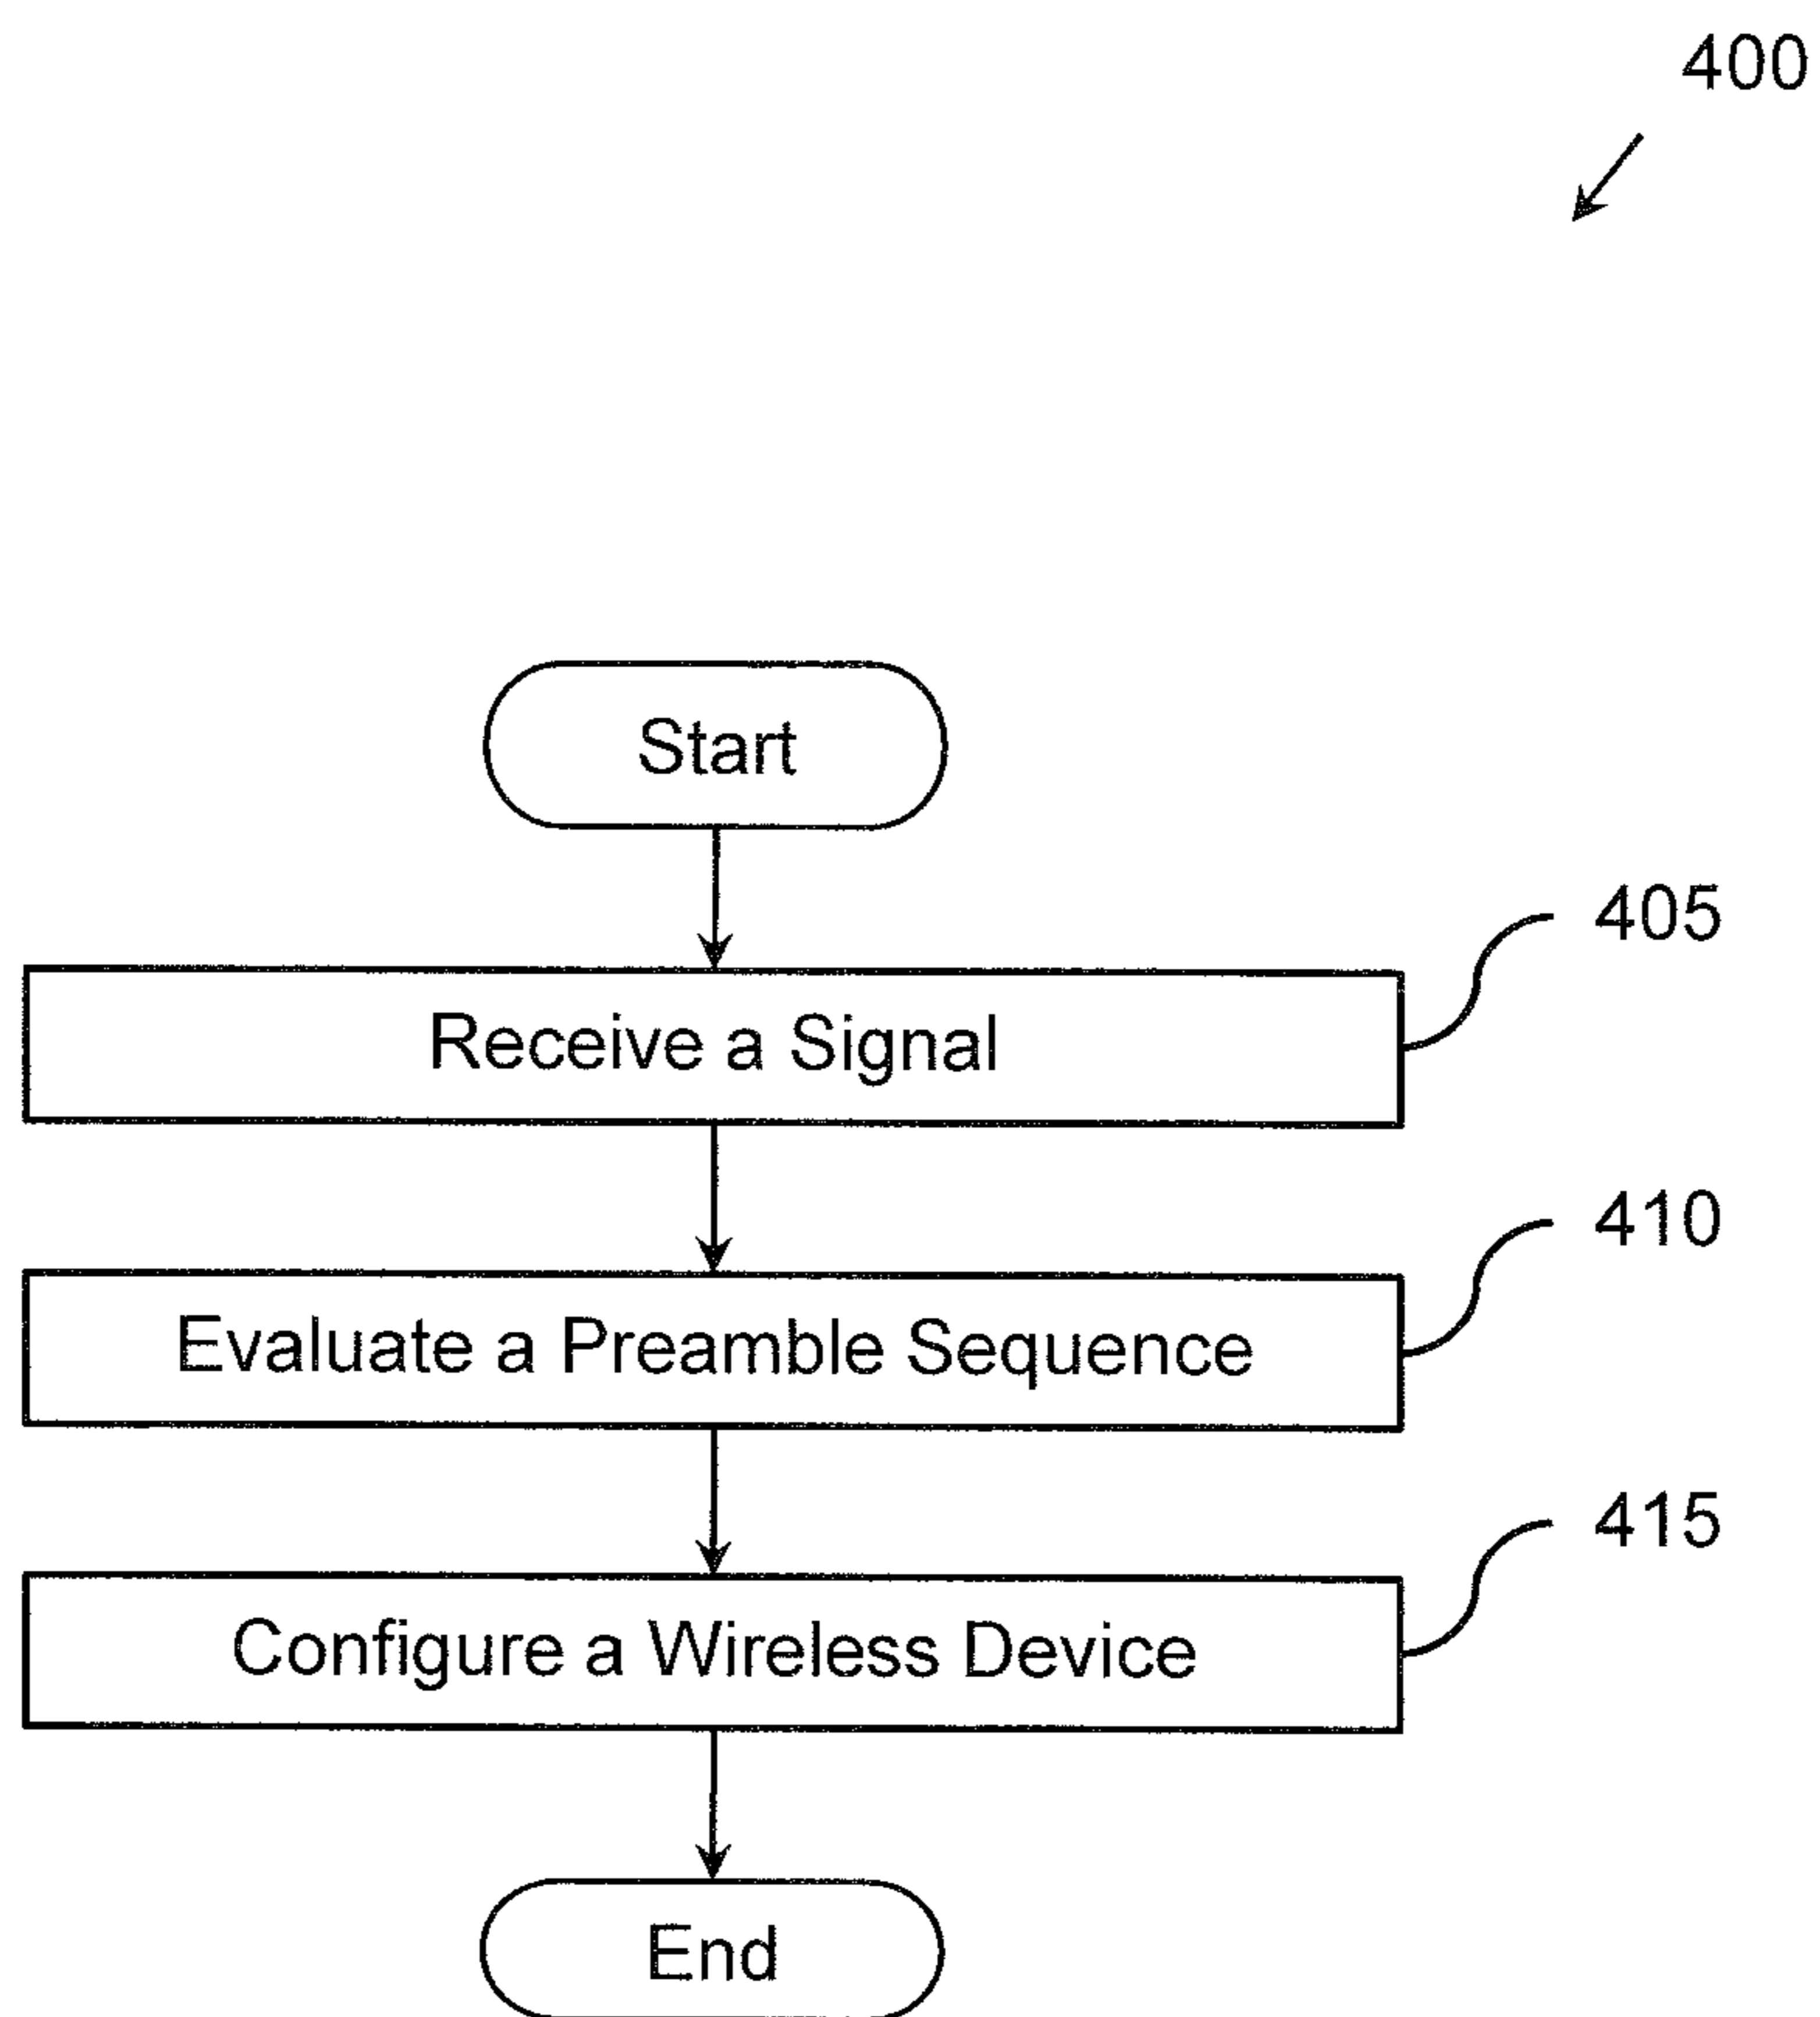 400
Start
405
Receive a Signal
410
Evaluate a Preamble Sequence
415
Configure a Wireless Device
End